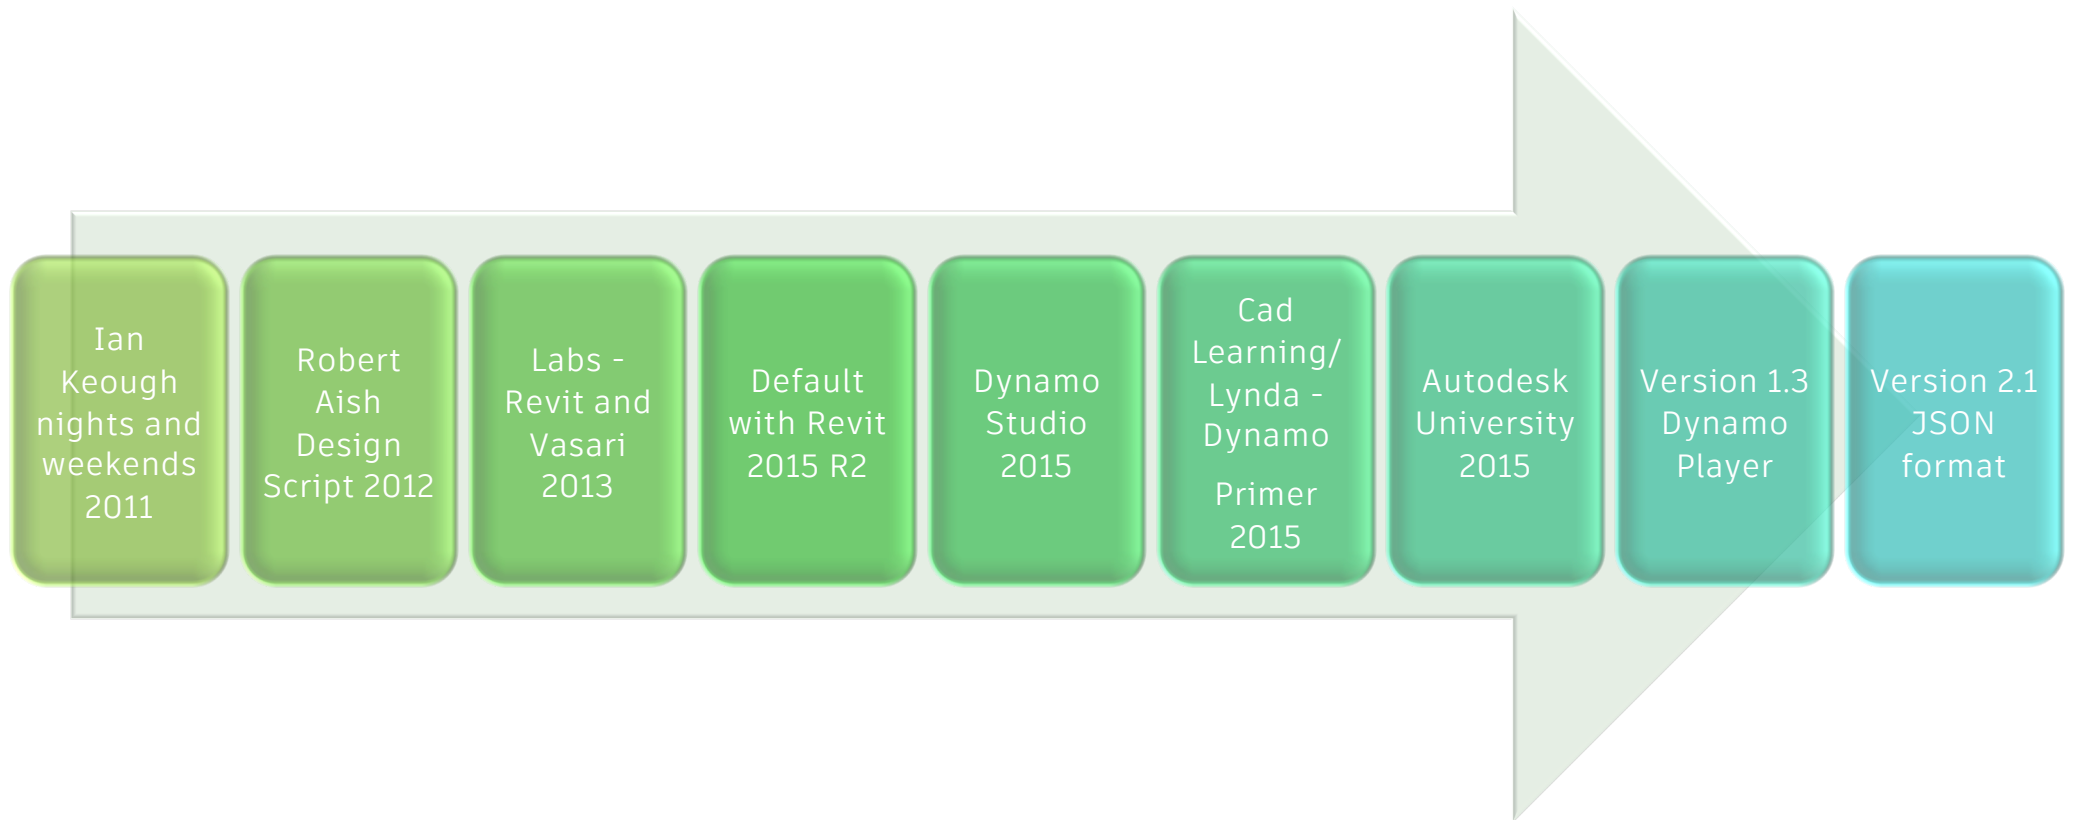 Ian
Keough
nights and
weekends
2011
Robert
Aish
Design
Script 2012
Labs -
Revit and
Vasari
2013
Default
with Revit
2015 R2
Dynamo
Studio
2015
Cad
Learning/
Lynda -
Dynamo
Primer
2015
Autodesk
University
2015
Version 1.3
Dynamo
Player
Version 2.1
JSON
format